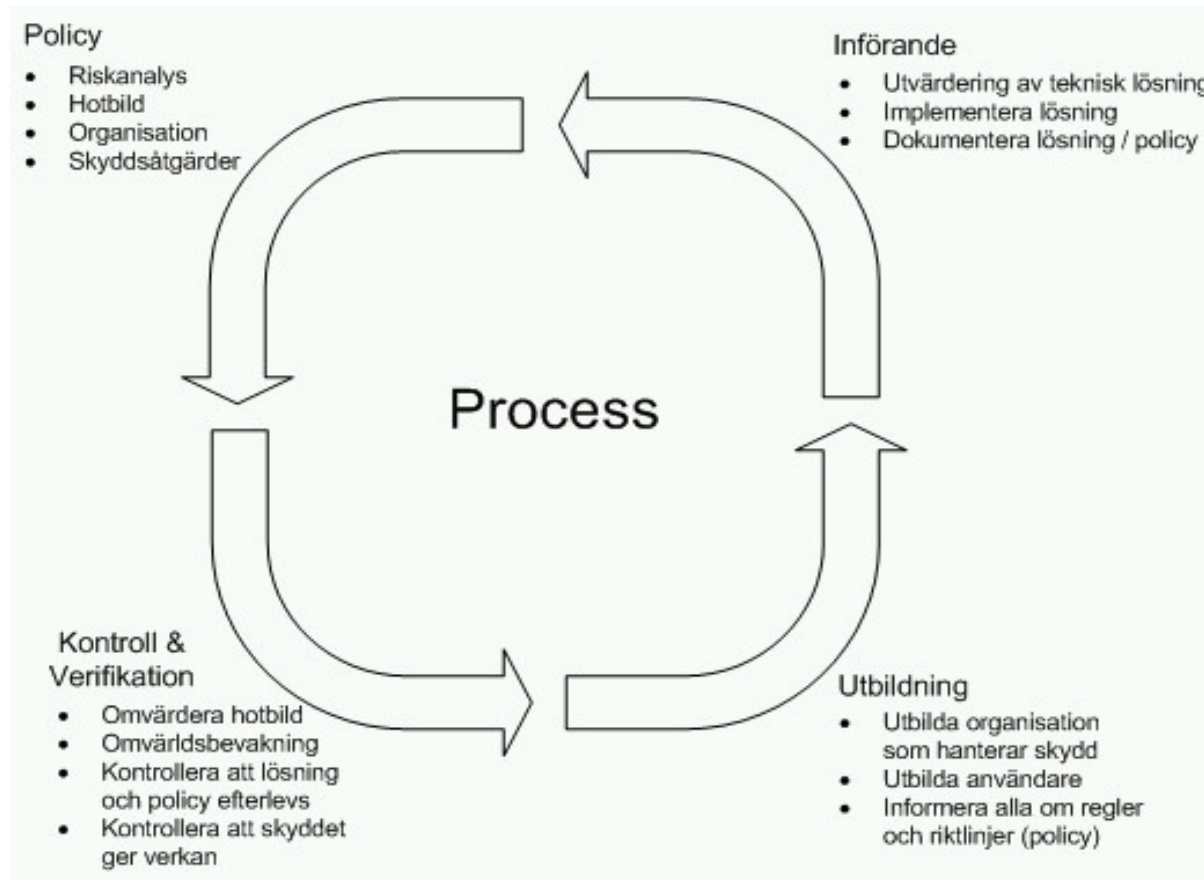 Policy
• Riskanalys
• Hotbild
• Organisation
• Skyddsåtgärder
Införande
• Utvärdering av teknisk lösning
• Implementera lösning
• Dokumentera lösning / policy
Process
Kontroll &
Verifikation
• Omvärdera hotbild
• Omvärldsbevakning
• Kontrollera att lösning
och policy efterlevs
• Kontrollera att skyddet
ger verkan
Utbildning
• Utbilda organisation
som hanterar skydd
• Utbilda användare
• Informera alla om regler
och riktlinjer (policy)